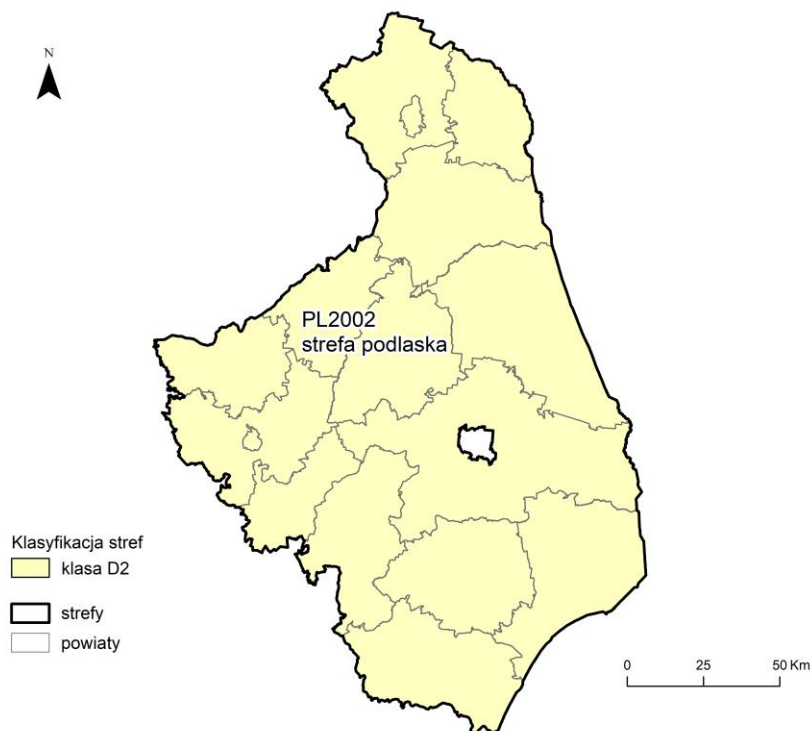 N
PL2002
strefa podlaska
Klasyfikacja stref
klasa D2
strefy
powiaty
0 25 50 Km